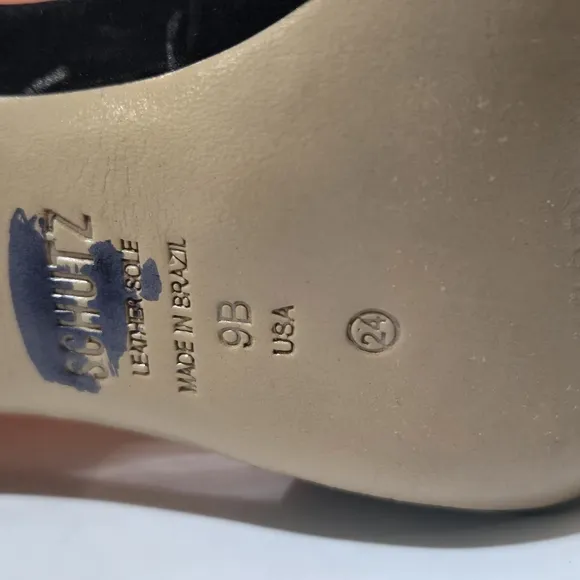 SCHUTZ
LEATHER SOLE
MADE IN BRAZIL
9B
USA
24